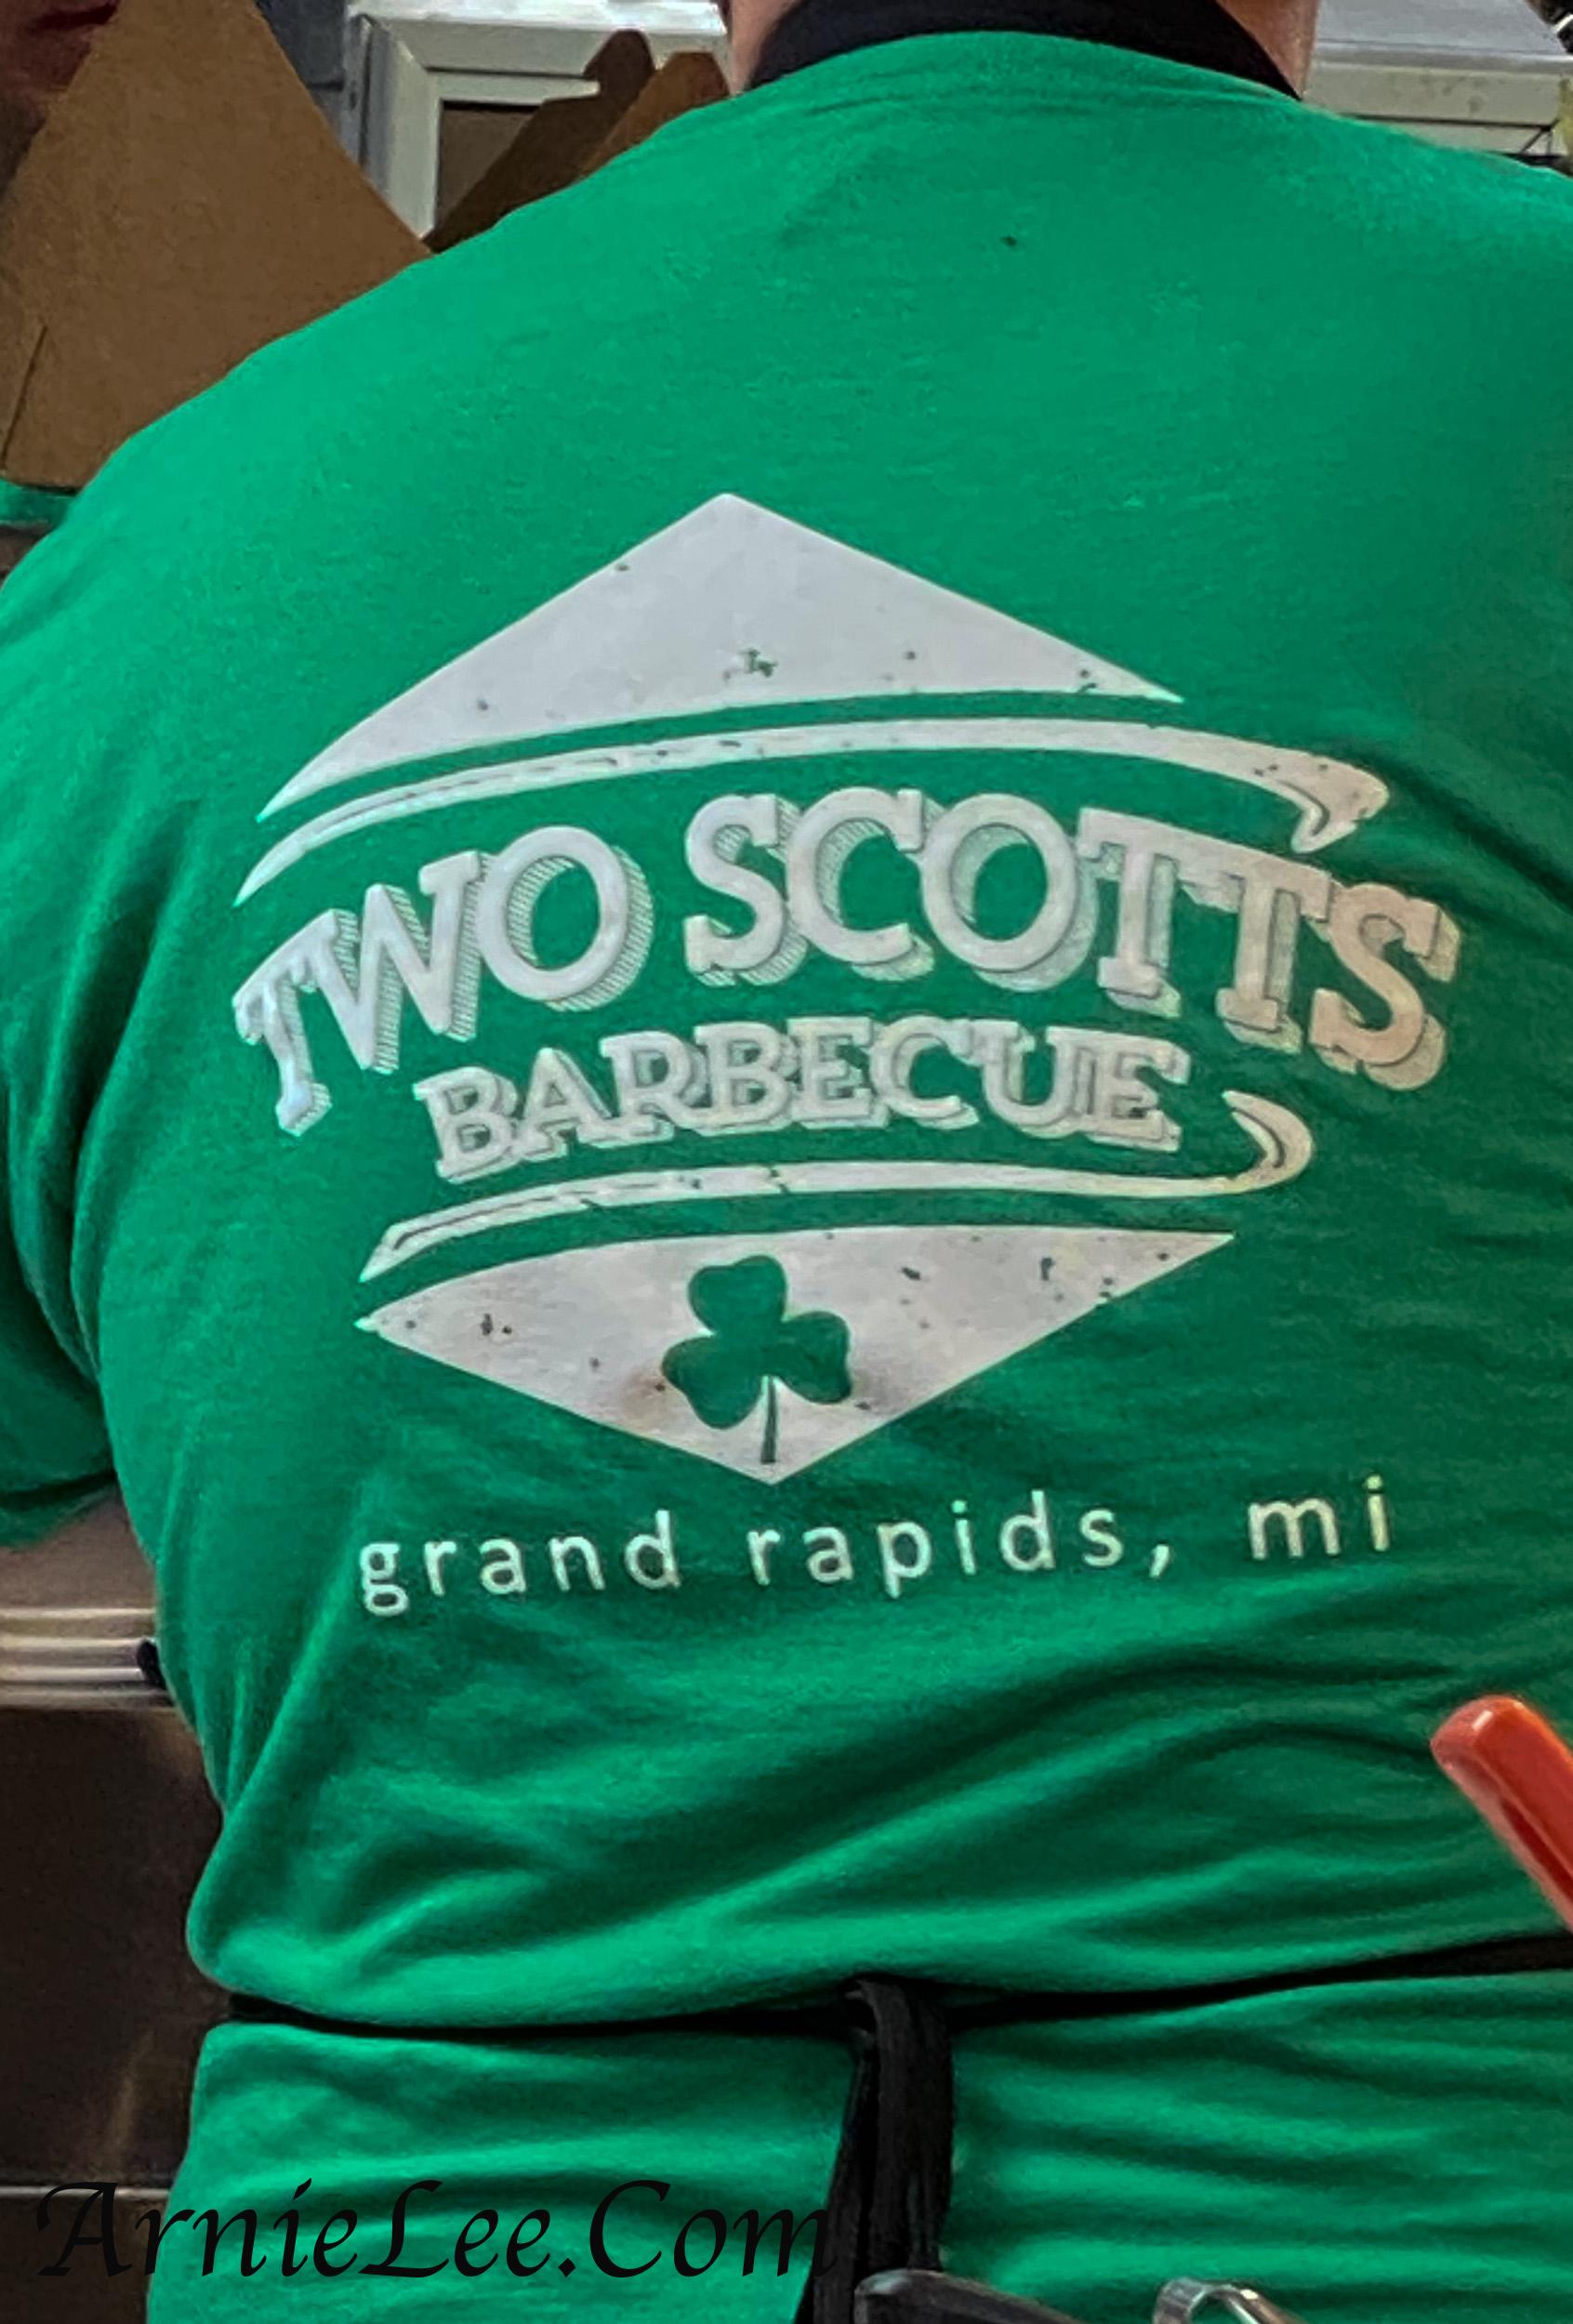 TWO SCOTTS
BARBECUE
grand rapids, mi
ArnieLee.Com